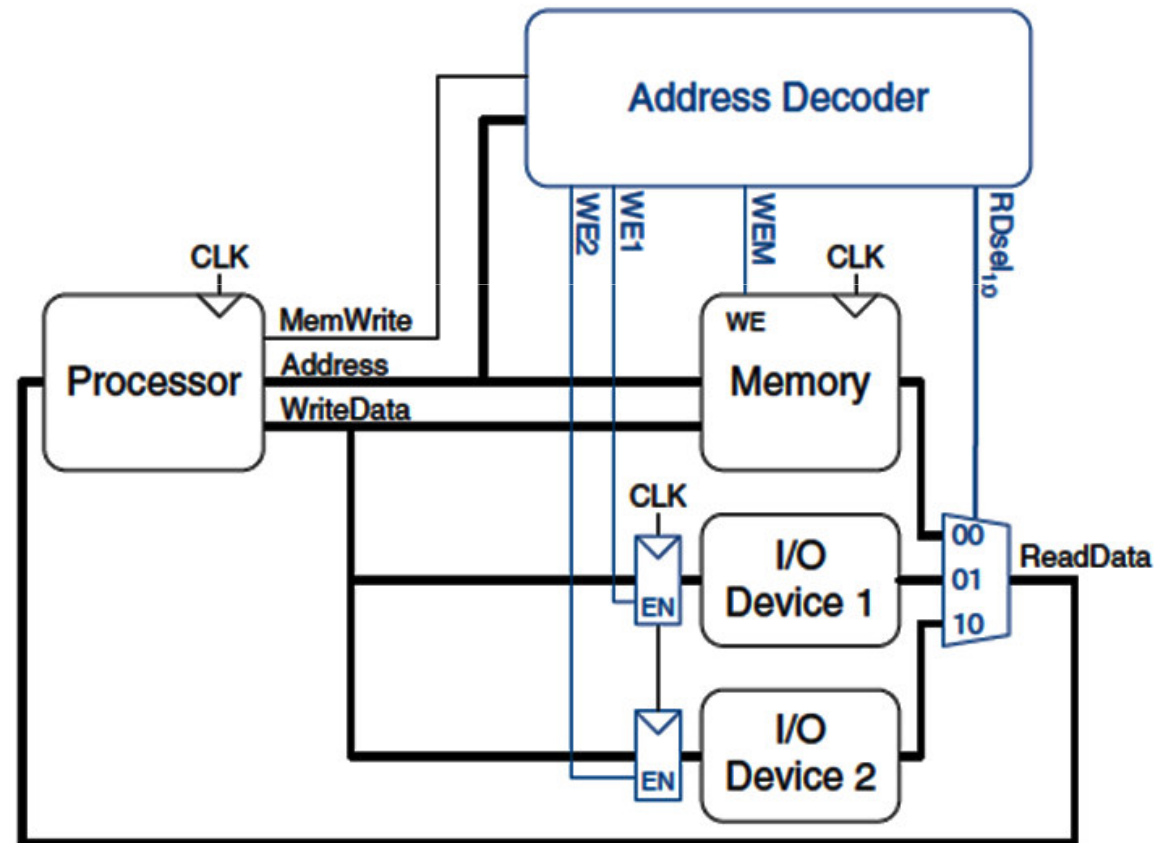 Address Decoder
WE2
WE1
WEM
RDsel1:0
CLK
CLK
MemWrite
WE
Processor
Address
Memory
WriteData
CLK
00
I/O
Device 1
ReadData
01
EN
10
I/O
Device 2
EN